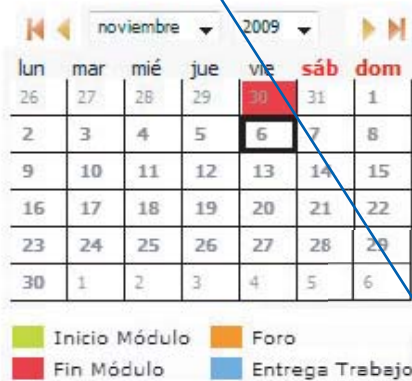 noviembre 2009
lun mar mié jue vie sáb dom
26 27 28 29 30 31 1
2 3 4 5 6 7 8
9 10 11 12 13 14 15
16 17 18 19 20 21 22
23 24 25 26 27 28 29
30 1 2 3 4 5 6
Inicio Módulo Foro
Fin Módulo Entrega Trabajo